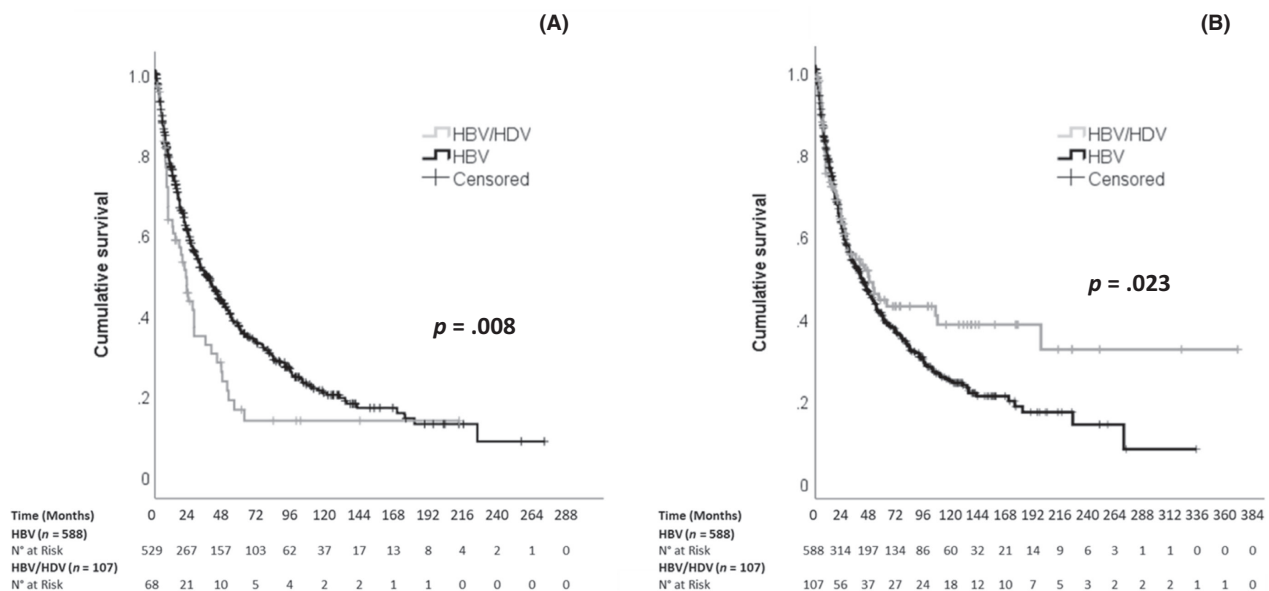 (A)
1.0
.8
.6
.4
.2
0
Cumulative survival
HBV/HDV
HBV
Censored
p = .008
Time (Months) 0 24 48 72 96 120 144 168 192 216 240 264 288
HBV (n = 588)
N° at Risk 529 267 157 103 62 37 17 13 8 4 2 1 0
HBV/HDV (n = 107)
N° at Risk 68 21 10 5 4 2 2 1 1 0 0 0 0
(B)
1.0
.8
.6
.4
.2
0
Cumulative survival
HBV/HDV
HBV
Censored
p = .023
Time (Months) 0 24 48 72 96 120 144 168 192 216 240 264 288 312 336 360 384
HBV (n = 588)
N° at Risk 588 314 197 134 86 60 32 21 14 9 6 3 1 1 0 0 0
HBV/HDV (n = 107)
N° at Risk 107 56 37 27 24 18 12 10 7 5 3 2 2 2 1 1 0